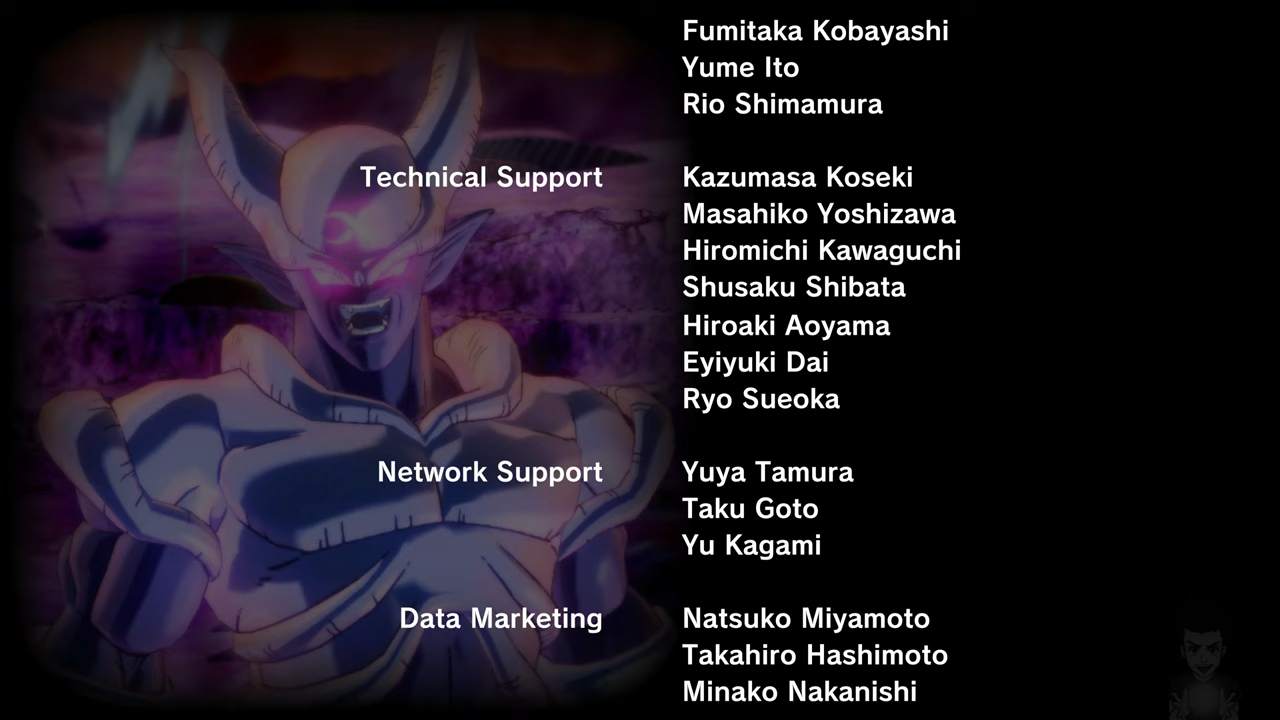 Fumitaka Kobayashi
Yume Ito
Rio Shimamura
Technical Support Kazumasa Koseki
Masahiko Yoshizawa
Hiromichi Kawaguchi
Shusaku Shibata
Hiroaki Aoyama
Eyiyuki Dai
Ryo Sueoka
Network Support Yuya Tamura
Taku Goto
Yu Kagami
Data Marketing Natsuko Miyamoto
Takahiro Hashimoto
Minako Nakanishi